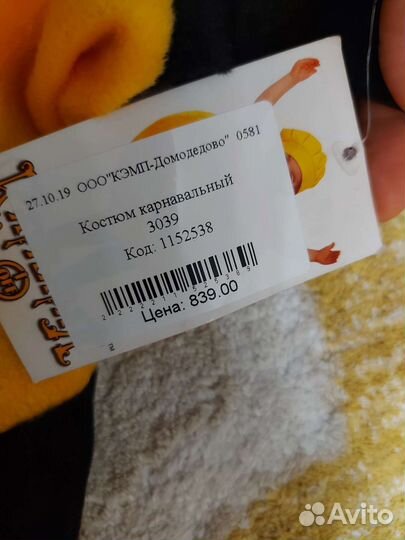 27.10.19 ООО"КЭМП-Домодедово" 0581
Костюм карнавальный
3039
Код: 1152538
Цена: 839.00
Avito